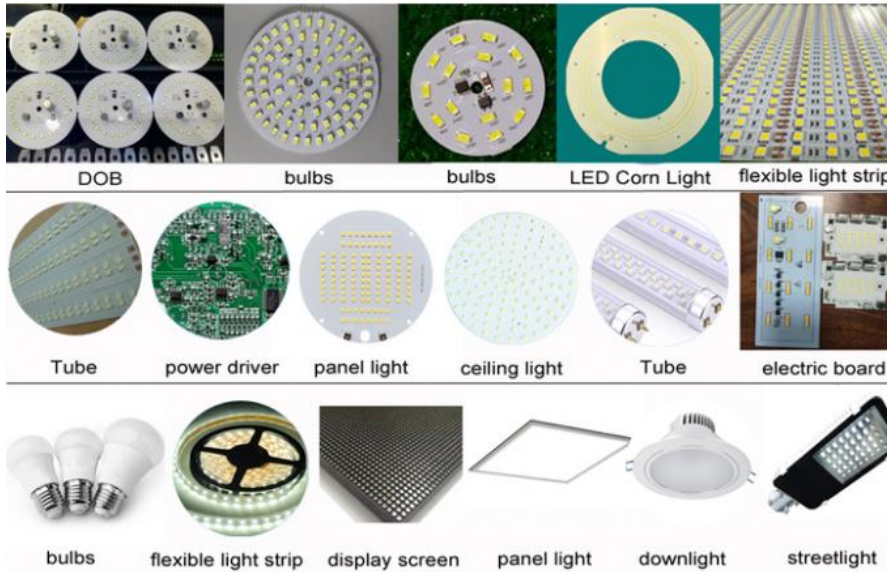 DOB
bulbs
bulbs
LED Corn Light
flexible light strip
Tube
power driver
panel light
ceiling light
Tube
electric board
bulbs
flexible light strip
display screen
panel light
downlight
streetlight